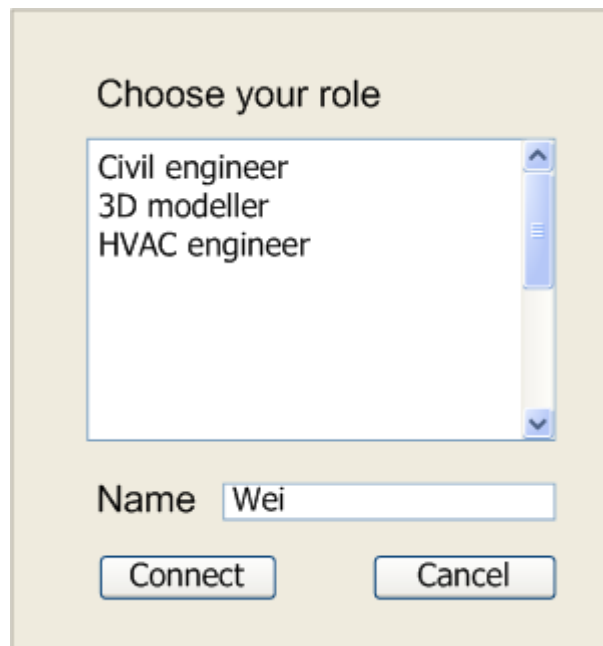 Choose your role
Civil engineer
3D modeller
HVAC engineer
Name Wei
Connect Cancel